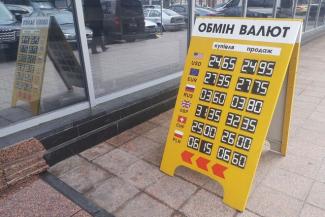 ОБМІН ВАЛЮТ
купівля продаж
USD 24.65 24.95
EUR 27.35 27.75
RUB 03.60 03.80
GBP 31.35 32.35
CHF 25.00 26.00
PLN 06.15 06.60